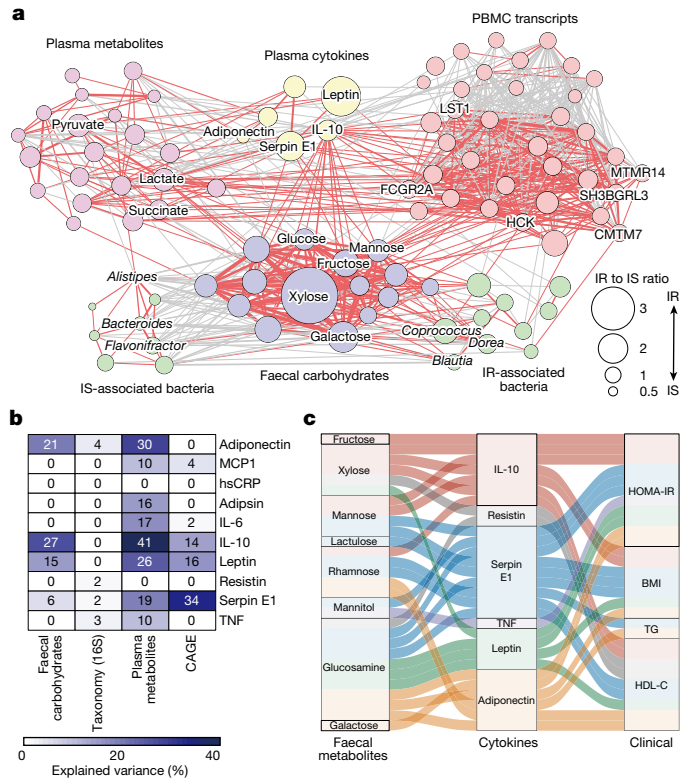 a
PBMC transcripts
Plasma metabolites
Plasma cytokines
Leptin
LST1
Pyruvate
Adiponectin
IL-10
Serpin E1
MTMR14
Lactate
FCGR2A
SH3BGRL3
Succinate
HCK
CMTM7
Glucose
Mannose
Fructose
Alistipes
Xylose
IR to IS ratio
IR
3
Bacteroides
Coprococcus
Flavonifractor
Galactose
Dorea
2
Blautia
1
IS-associated bacteria
Faecal carbohydrates
IR-associated
bacteria
0.5
IS
b
21 4 30 0 Adiponectin
0 0 10 4 MCP1
0 0 0 0 hsCRP
0 0 16 0 Adipsin
0 0 17 2 IL-6
27 0 41 14 IL-10
15 0 26 16 Leptin
0 2 0 0 Resistin
6 2 19 34 Serpin E1
0 3 10 0 TNF
Faecal
carbohydrates
Taxonomy (16S)
Plasma
metabolites
CAGE
0 20 40
Explained variance (%)
c
Fructose
Xylose
Mannose
Lactulose
Rhamnose
Mannitol
Glucosamine
Galactose
Faecal
metabolites
IL-10
Resistin
Serpin
E1
TNF
Leptin
Adiponectin
Cytokines
HOMA-IR
BMI
TG
HDL-C
Clinical